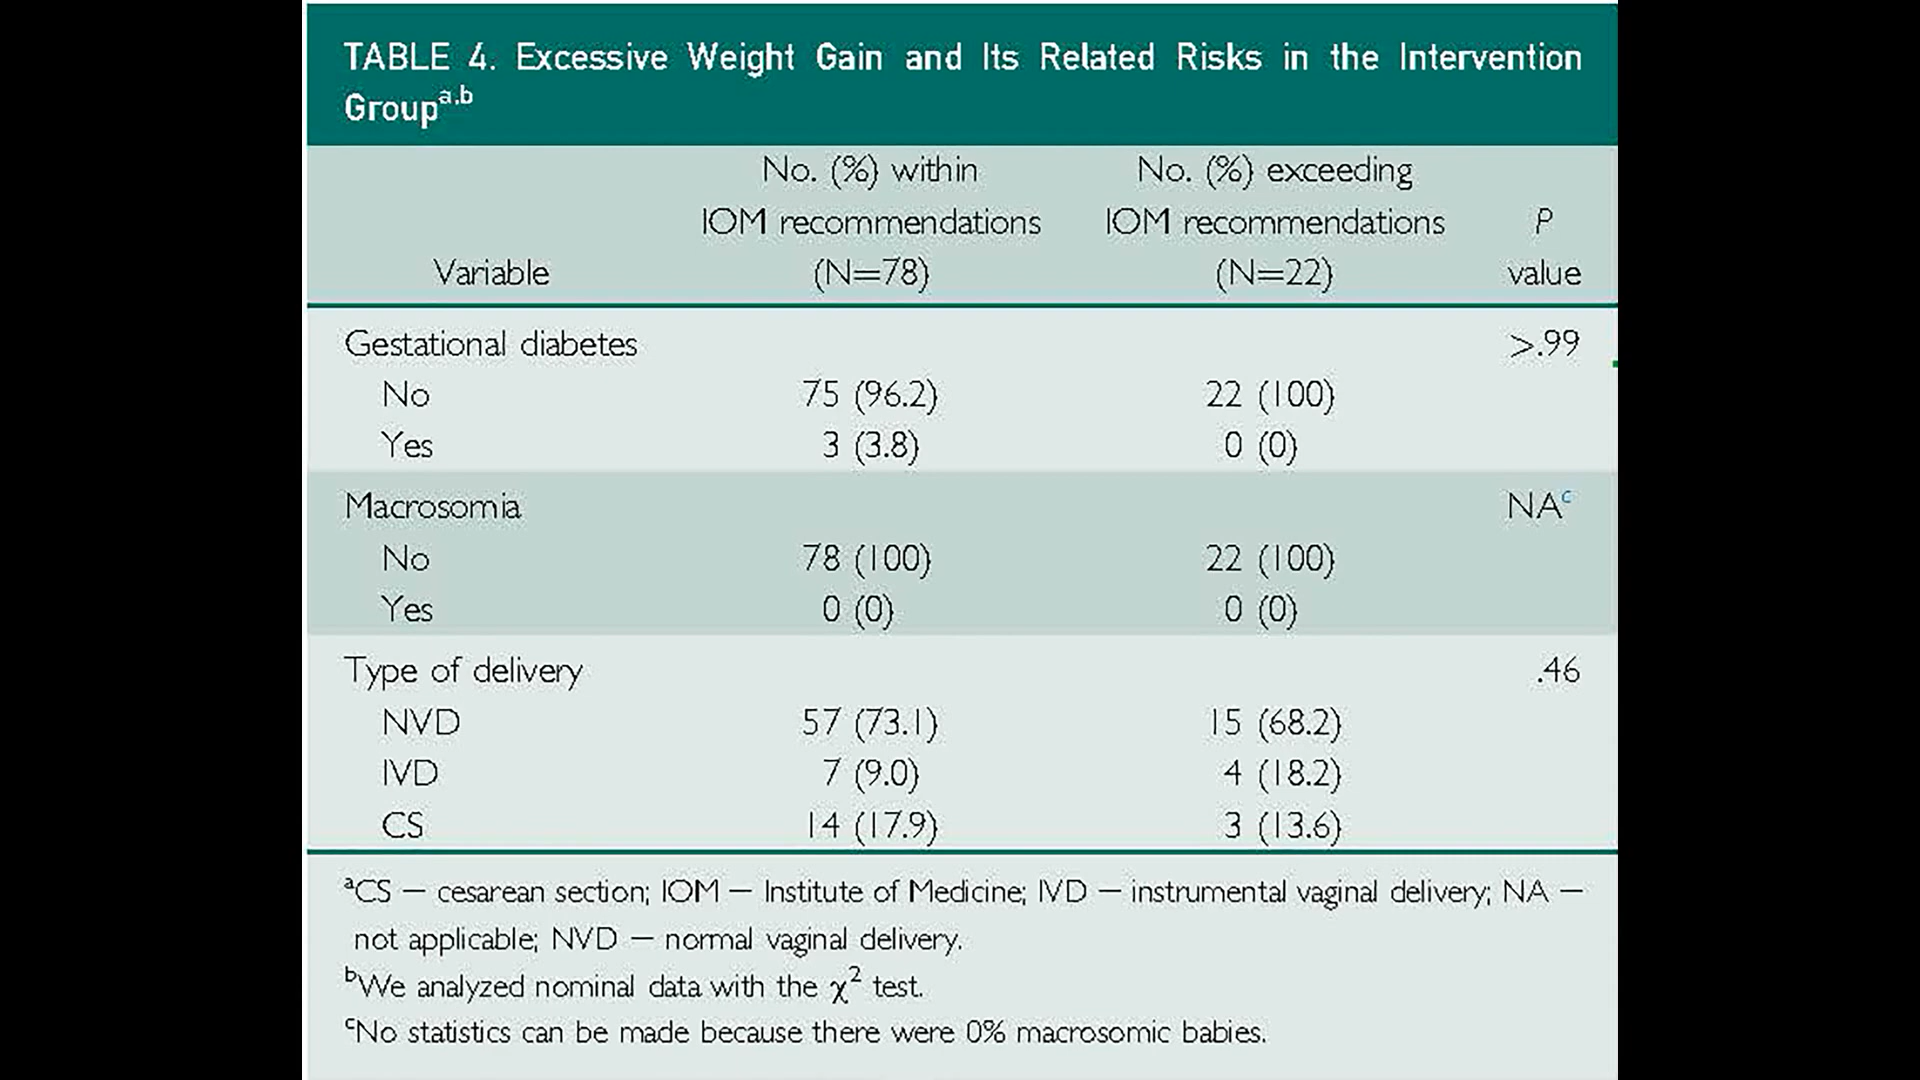 TABLE 4. Excessive Weight Gain and Its Related Risks in the Intervention
Group^a,b
No. (%) within No. (%) exceeding
IOM recommendations IOM recommendations P
Variable (N=78) (N=22) value
Gestational diabetes >.99
No 75 (96.2) 22 (100)
Yes 3 (3.8) 0 (0)
Macrosomia NA^c
No 78 (100) 22 (100)
Yes 0 (0) 0 (0)
Type of delivery .46
NVD 57 (73.1) 15 (68.2)
IVD 7 (9.0) 4 (18.2)
CS 14 (17.9) 3 (13.6)
^aCS — cesarean section; IOM — Institute of Medicine; IVD — instrumental vaginal delivery; NA —
not applicable; NVD — normal vaginal delivery.
^bWe analyzed nominal data with the χ² test.
^cNo statistics can be made because there were 0% macrosomic babies.